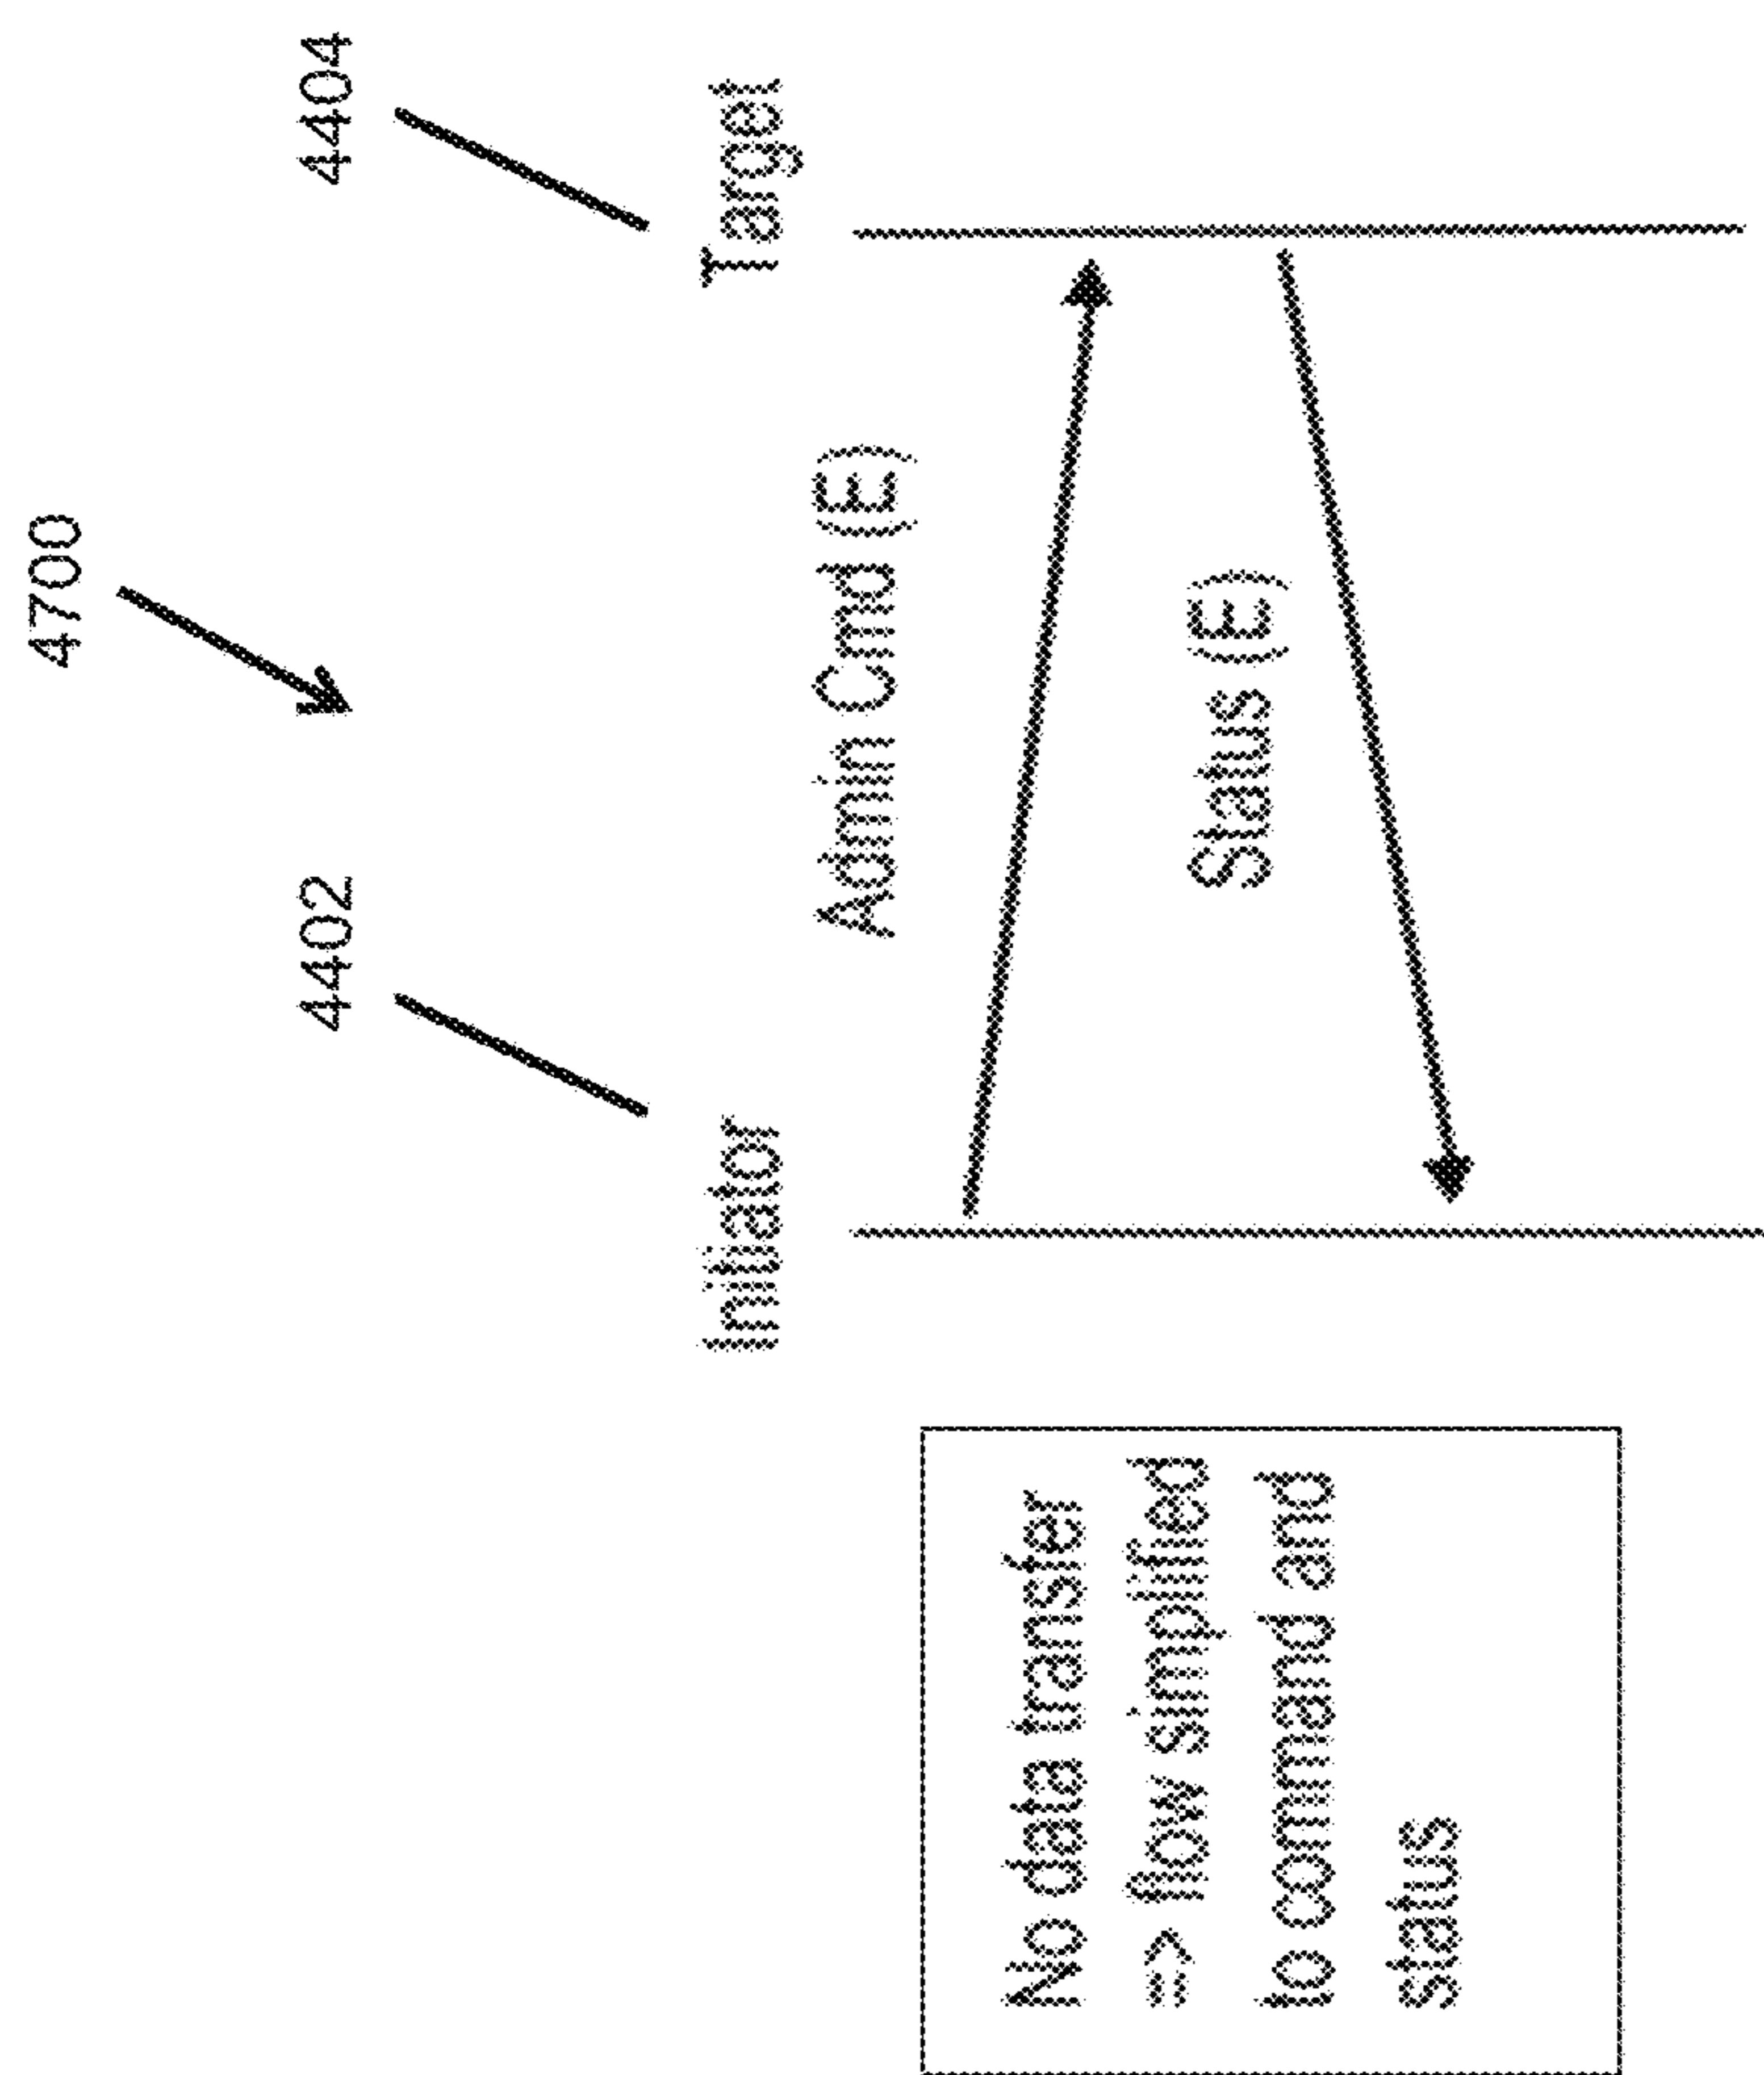 4700
4402
4404
Initiator
Target
Admin Cmd (E)
Status (E)
No data transfer
=> flow simplified
to command and
status